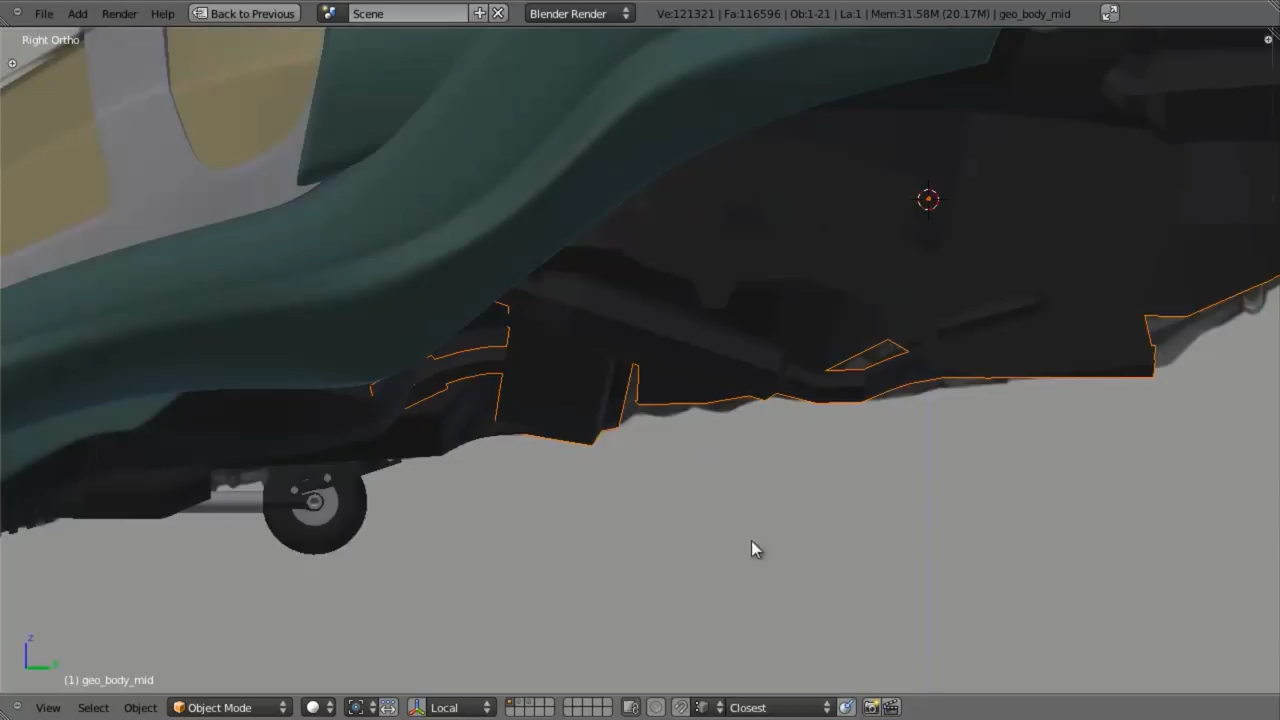 File Add Render Help Back to Previous Scene Blender Render Ve:121321 | Fa:116596 | Ob:1-21 | La:1 | Mem:31.58M (20.17M) | geo_body_mid
Right Ortho
z
(1) geo_body_mid
View Select Object Object Mode Local Closest